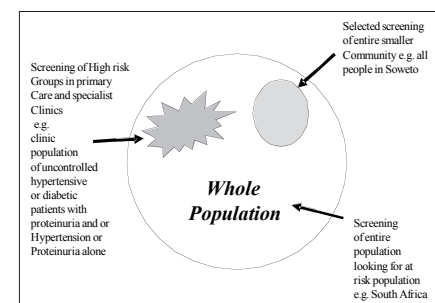 Selected screening
of entire smaller
Community e.g. all
people in Soweto
Screening of High risk
Groups in primary
Care and specialist
Clinics
e.g.
clinic
population
of uncontrolled
hypertensive
or diabetic
patients with
proteinuria and or
Hypertension or
Proteinuria alone
Whole
Population
Screening
of entire
population
looking for at
risk population
e.g. South Africa